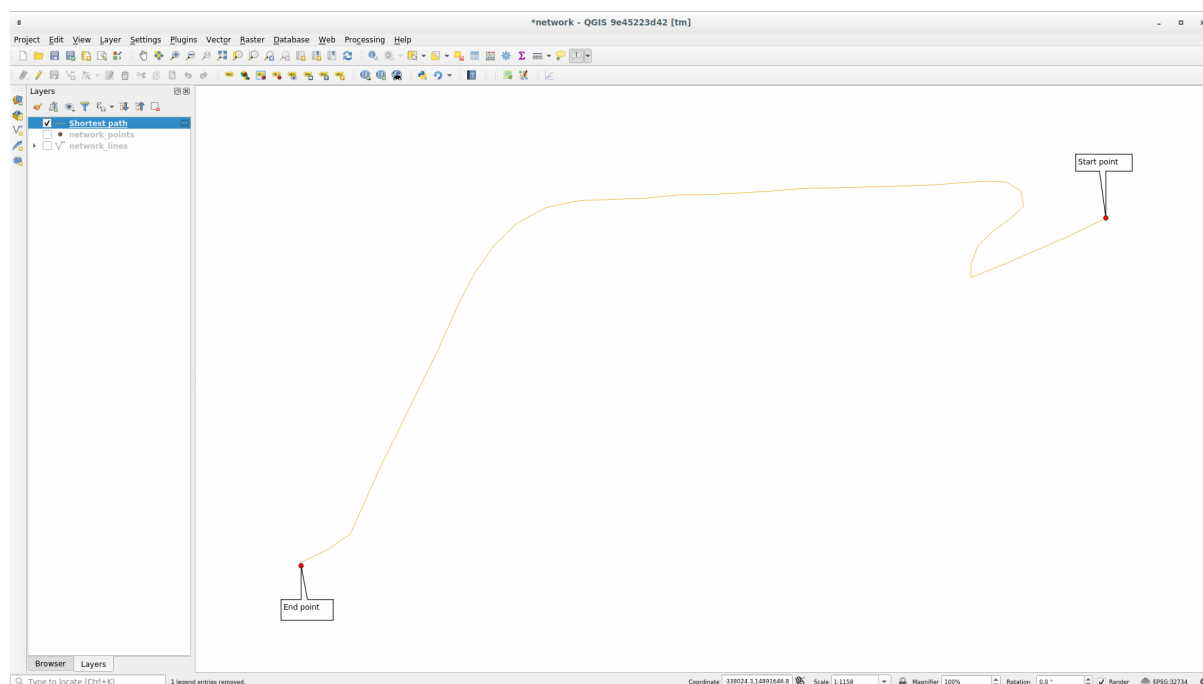 *network - QGIS 9e45223d42 [tm]
Project Edit View Layer Settings Plugins Vector Raster Database Web Processing Help
Layers
Shortest path
network_points
network_lines
Start point
End point
Browser Layers
Type to locate (Ctrl+K) 1 legend entries removed. Coordinate -338024.3,14891646.8 Scale 1:1158 Magnifier 100% Rotation 0.0 ° Render EPSG:32734